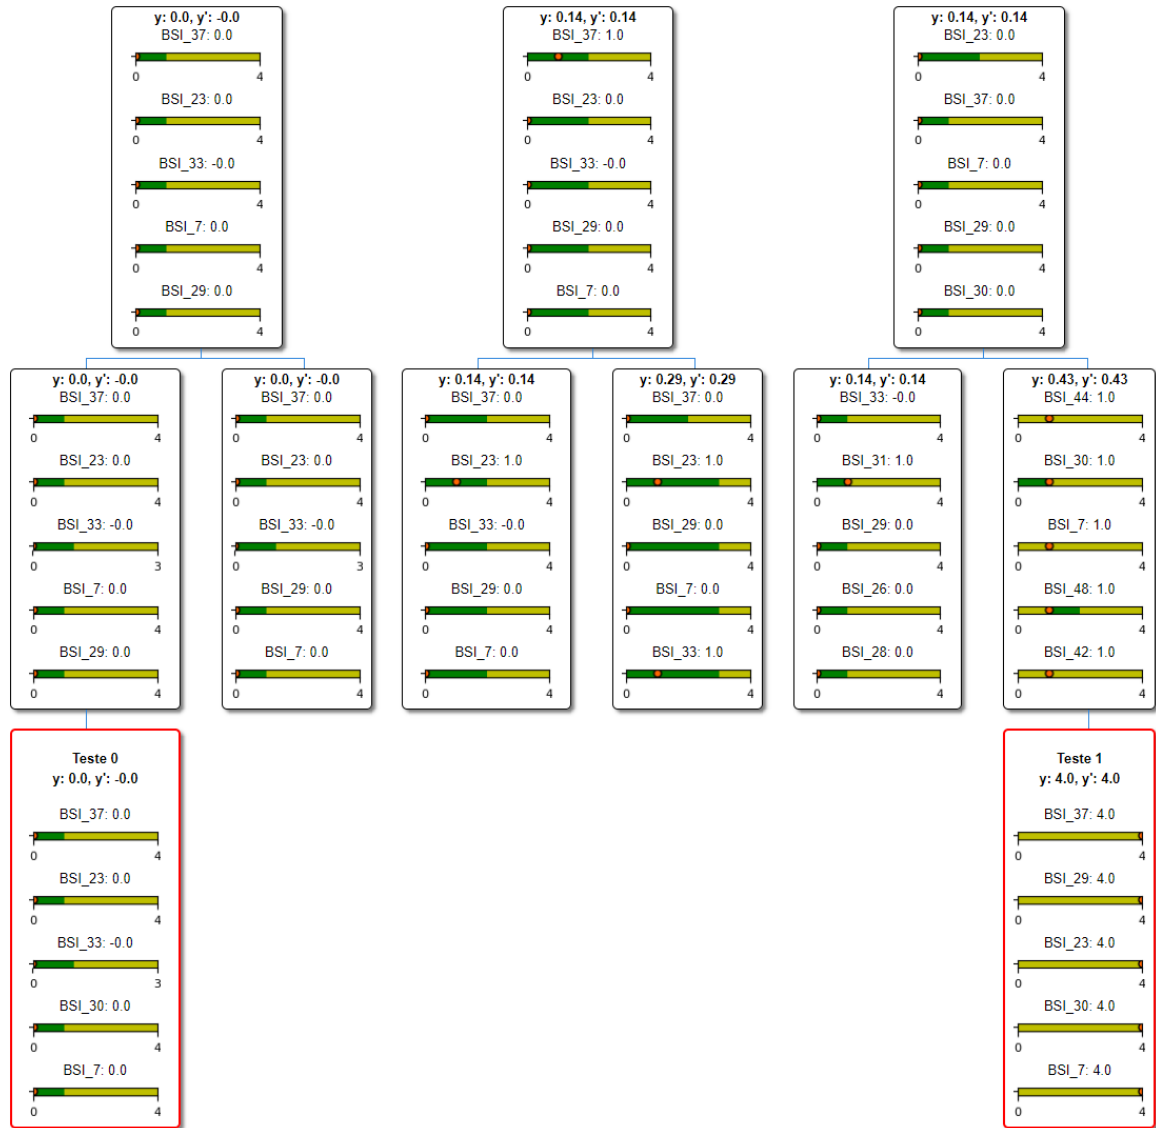 y: 0.0, y': -0.0
BSI_37: 0.0
0 4
BSI_23: 0.0
0 4
BSI_33: -0.0
0 4
BSI_7: 0.0
0 4
BSI_29: 0.0
0 4
y: 0.14, y': 0.14
BSI_37: 1.0
0 4
BSI_23: 0.0
0 4
BSI_33: -0.0
0 4
BSI_29: 0.0
0 4
BSI_7: 0.0
0 4
y: 0.14, y': 0.14
BSI_23: 0.0
0 4
BSI_37: 0.0
0 4
BSI_7: 0.0
0 4
BSI_29: 0.0
0 4
BSI_30: 0.0
0 4
y: 0.0, y': -0.0
BSI_37: 0.0
0 4
BSI_23: 0.0
0 4
BSI_33: -0.0
0 3
BSI_7: 0.0
0 4
BSI_29: 0.0
0 4
y: 0.0, y': -0.0
BSI_37: 0.0
0 4
BSI_23: 0.0
0 4
BSI_33: -0.0
0 3
BSI_29: 0.0
0 4
BSI_7: 0.0
0 4
y: 0.14, y': 0.14
BSI_37: 0.0
0 4
BSI_23: 1.0
0 4
BSI_33: -0.0
0 4
BSI_29: 0.0
0 4
BSI_7: 0.0
0 4
y: 0.29, y': 0.29
BSI_37: 0.0
0 4
BSI_23: 1.0
0 4
BSI_29: 0.0
0 4
BSI_7: 0.0
0 4
BSI_33: 1.0
0 4
y: 0.14, y': 0.14
BSI_33: -0.0
0 4
BSI_31: 1.0
0 4
BSI_29: 0.0
0 4
BSI_26: 0.0
0 4
BSI_28: 0.0
0 4
y: 0.43, y': 0.43
BSI_44: 1.0
0 4
BSI_30: 1.0
0 4
BSI_7: 1.0
0 4
BSI_48: 1.0
0 4
BSI_42: 1.0
0 4
Teste 0
y: 0.0, y': -0.0
BSI_37: 0.0
0 4
BSI_23: 0.0
0 4
BSI_33: -0.0
0 3
BSI_30: 0.0
0 4
BSI_7: 0.0
0 4
Teste 1
y: 4.0, y': 4.0
BSI_37: 4.0
0 4
BSI_29: 4.0
0 4
BSI_23: 4.0
0 4
BSI_30: 4.0
0 4
BSI_7: 4.0
0 4